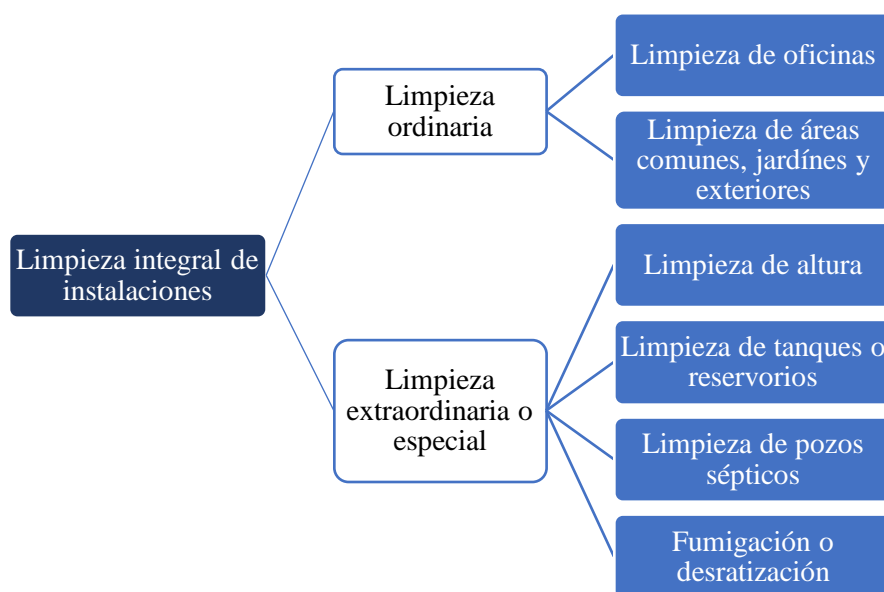 Limpieza integral de
instalaciones
Limpieza
ordinaria
Limpieza de oficinas
Limpieza de áreas
comunes, jardínes y
exteriores
Limpieza
extraordinaria o
especial
Limpieza de altura
Limpieza de tanques o
reservorios
Limpieza de pozos
sépticos
Fumigación o
desratización